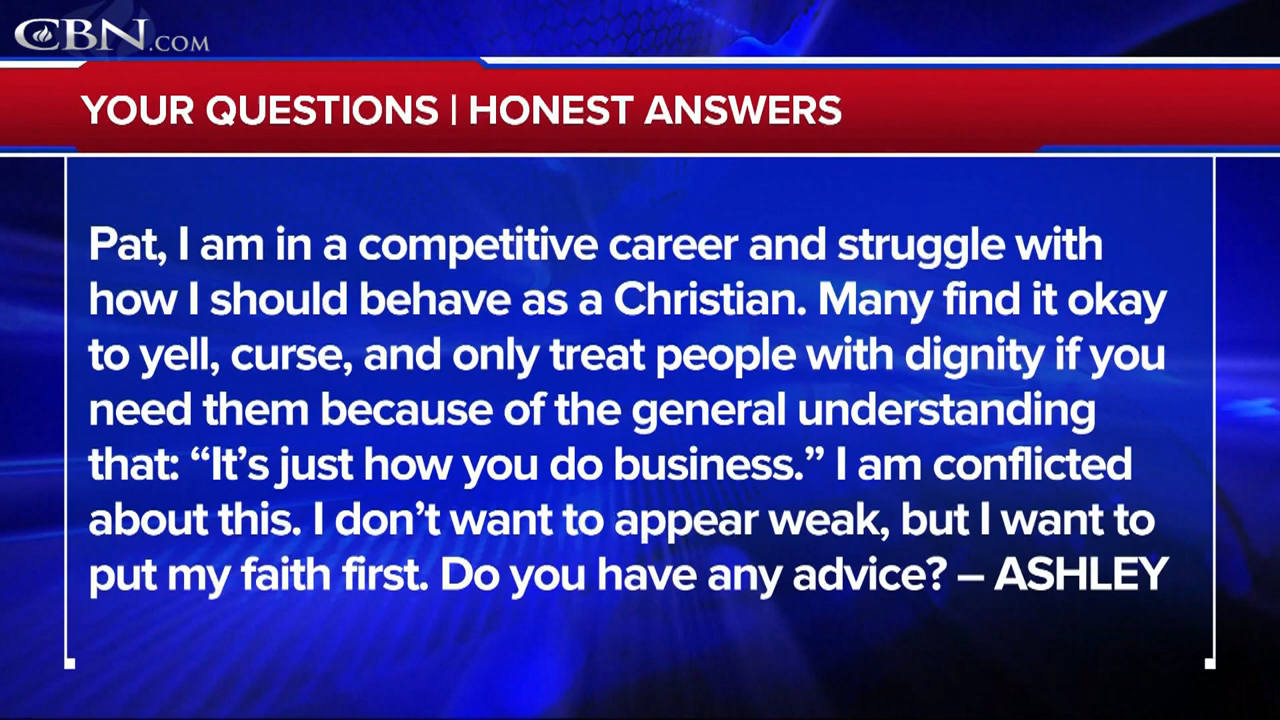 CBN.COM
YOUR QUESTIONS | HONEST ANSWERS
Pat, I am in a competitive career and struggle with
how I should behave as a Christian. Many find it okay
to yell, curse, and only treat people with dignity if you
need them because of the general understanding
that: “It’s just how you do business.” I am conflicted
about this. I don’t want to appear weak, but I want to
put my faith first. Do you have any advice? – ASHLEY